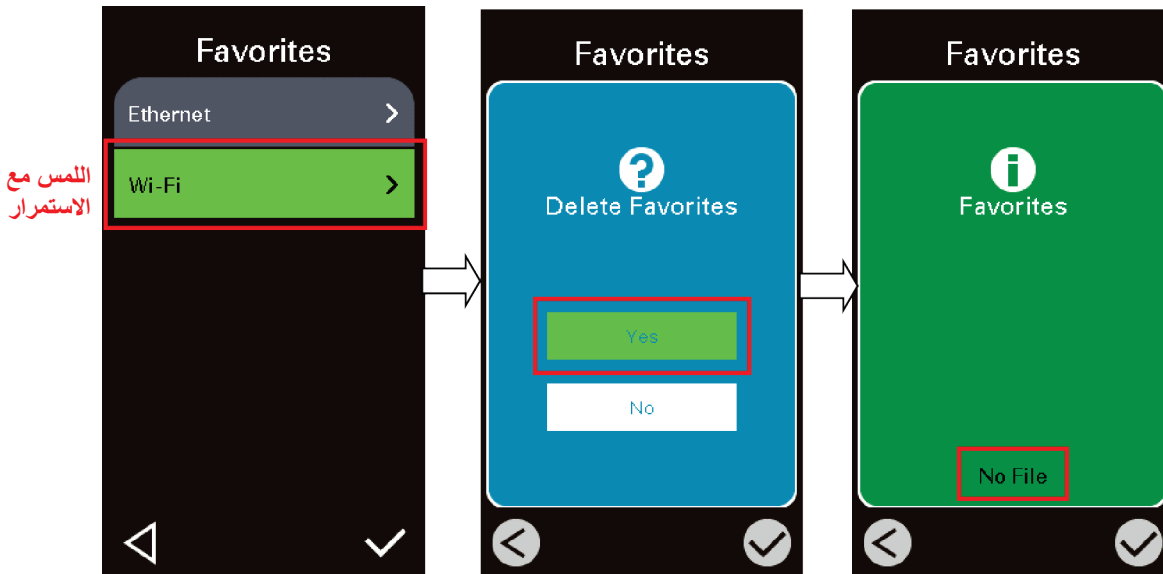 Favorites
Ethernet
Wi-Fi
اللمس مع
الاستمرار
Favorites
Delete Favorites
Yes
No
Favorites
Favorites
No File